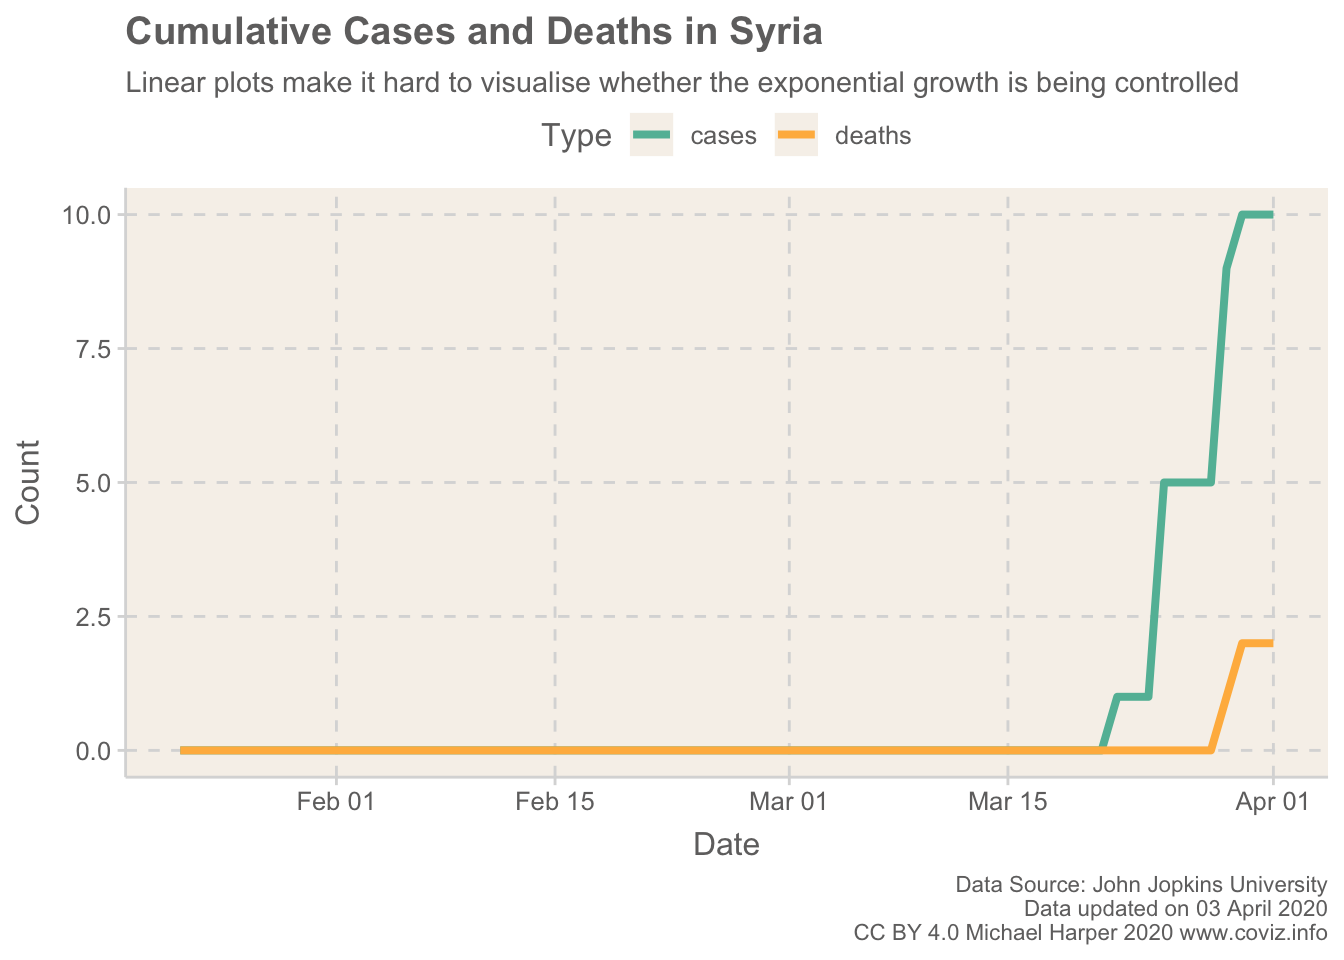 Cumulative Cases and Deaths in Syria
Linear plots make it hard to visualise whether the exponential growth is being controlled
Type cases deaths
10.0
7.5
5.0
2.5
0.0
Count
Feb 01 Feb 15 Mar 01 Mar 15 Apr 01
Date
Data Source: John Jopkins University
Data updated on 03 April 2020
CC BY 4.0 Michael Harper 2020 www.coviz.info